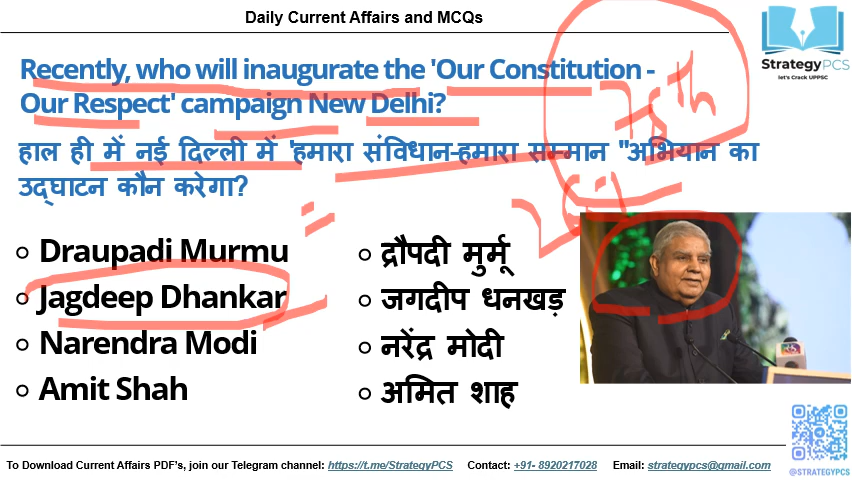 Daily Current Affairs and MCQs
StrategyPCS
let's Crack UPPSC
Recently, who will inaugurate the 'Our Constitution -
Our Respect' campaign New Delhi?
75th
26
हाल ही में नई दिल्ली में 'हमारा संविधान-हमारा सम्मान "अभियान का
उद्घाटन कौन करेगा?
Draupadi Murmu
Jagdeep Dhankar
Narendra Modi
Amit Shah
द्रौपदी मुर्मू
जगदीप धनखड़
नरेंद्र मोदी
अमित शाह
@STRATEGYPCS
To Download Current Affairs PDF's, join our Telegram channel: https://t.me/StrategyPCS Contact: +91- 8920217028 Email: strategypcs@gmail.com